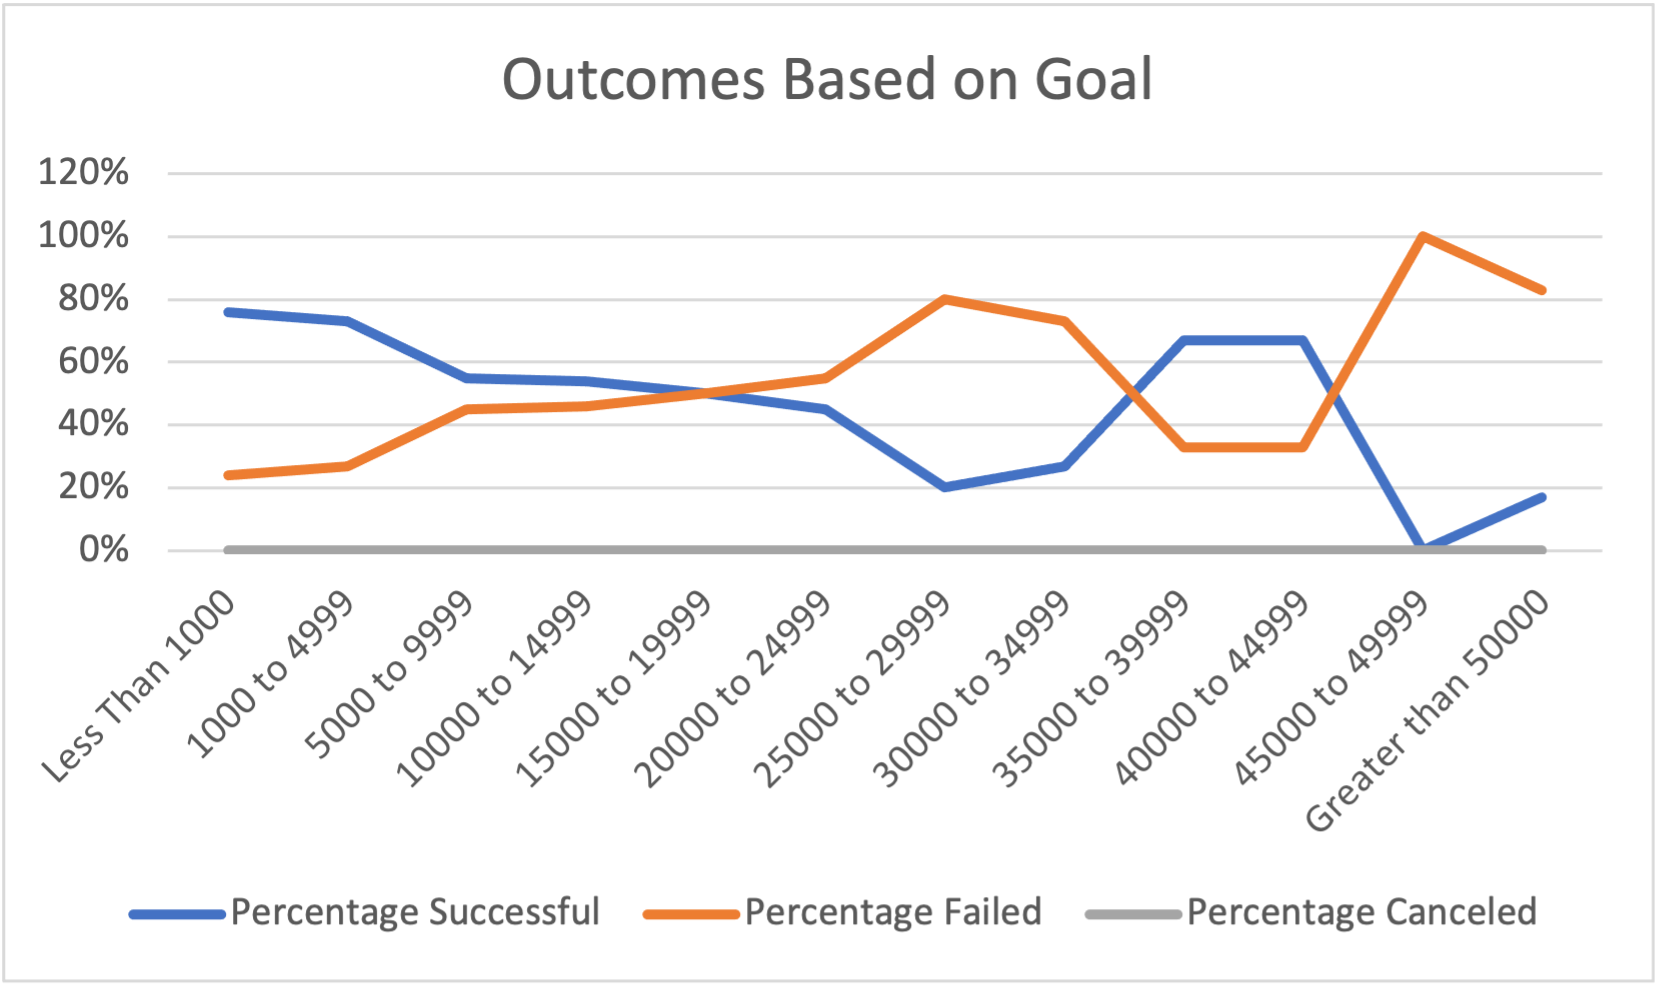 Outcomes Based on Goal
120%
100%
80%
60%
40%
20%
0%
Less Than 1000
1000 to 4999
5000 to 9999
10000 to 14999
15000 to 19999
20000 to 24999
25000 to 29999
30000 to 34999
35000 to 39999
40000 to 44999
45000 to 49999
Greater than 50000
Percentage Successful
Percentage Failed
Percentage Canceled